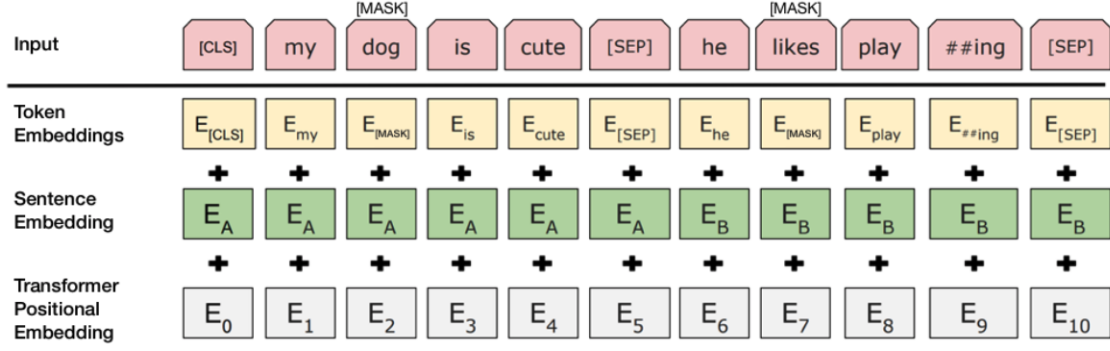 [MASK] [MASK]
Input [CLS] my dog is cute [SEP] he likes play ##ing [SEP]
Token
Embeddings E[CLS] Emy E[MASK] Eis Ecute E[SEP] Ehe E[MASK] Eplay E##ing E[SEP]
+ + + + + + + + + + +
Sentence
Embedding EA EA EA EA EA EA EB EB EB EB EB
+ + + + + + + + + + +
Transformer
Positional
Embedding E0 E1 E2 E3 E4 E5 E6 E7 E8 E9 E10